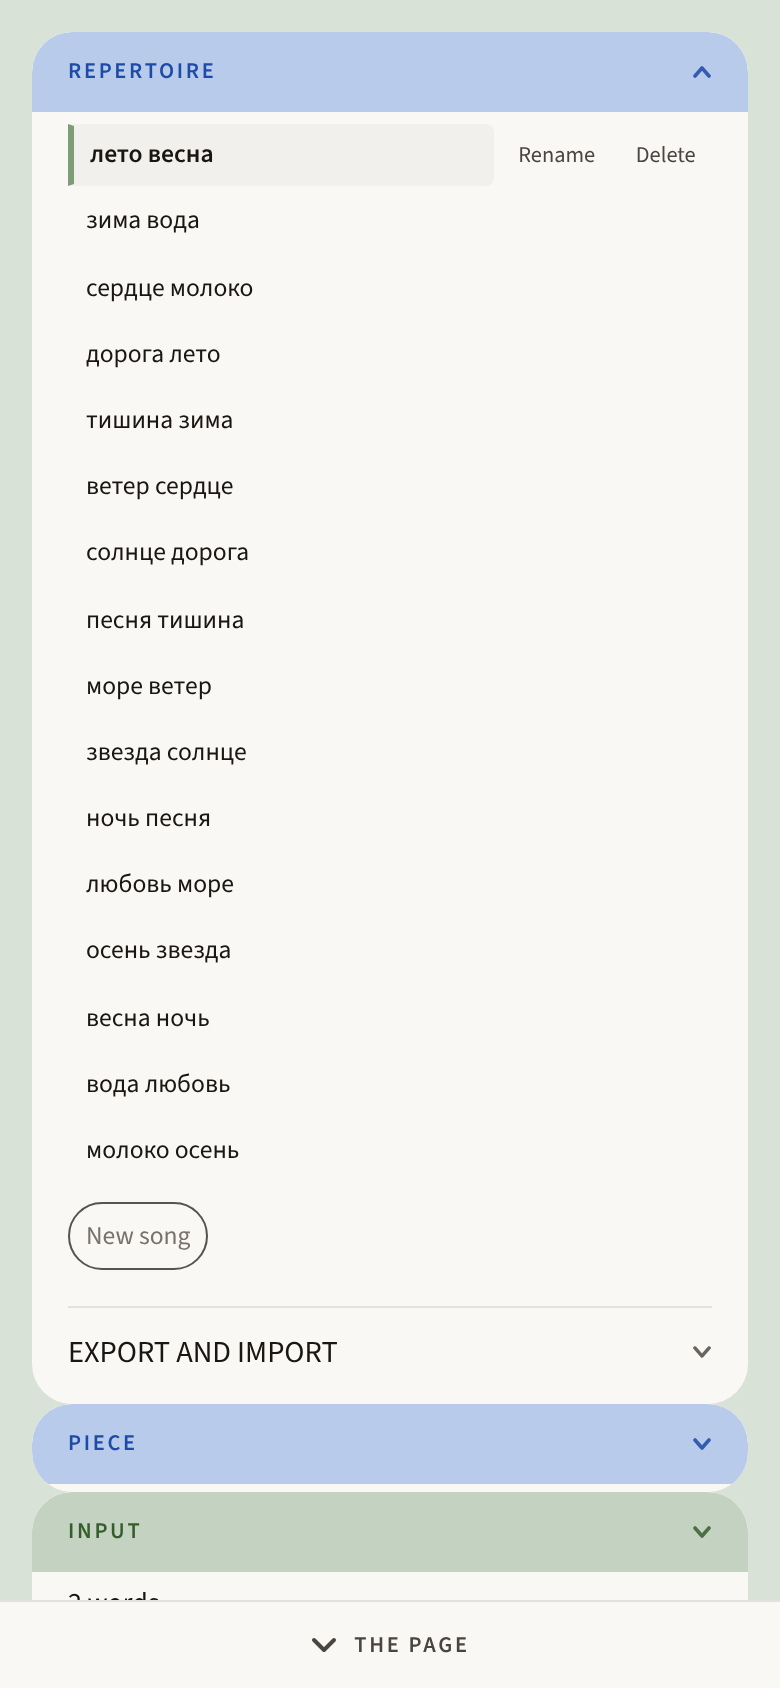 REPERTOIRE
лето весна Rename Delete
зима вода
сердце молоко
дорога лето
тишина зима
ветер сердце
солнце дорога
песня тишина
море ветер
звезда солнце
ночь песня
любовь море
осень звезда
весна ночь
вода любовь
молоко осень
New song
EXPORT AND IMPORT
PIECE
INPUT
words
THE PAGE